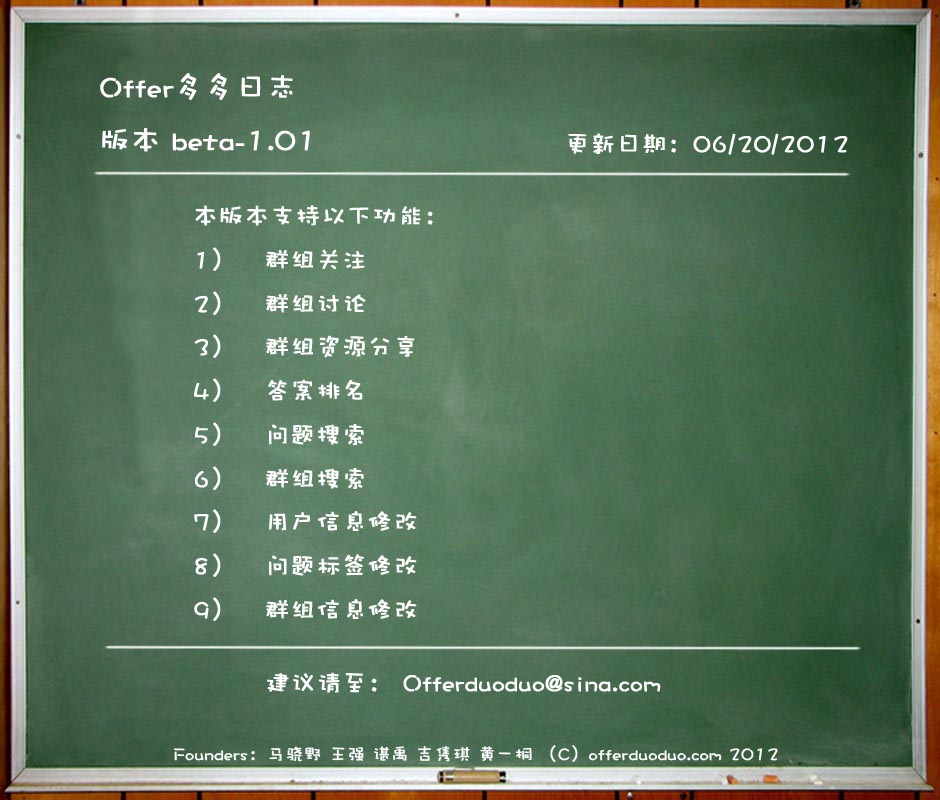 Offer多多日志
版本 beta-1.01
更新日期：06/20/2012
本版本支持以下功能：
1） 群组关注
2） 群组讨论
3） 群组资源分享
4） 答案排名
5） 问题搜索
6） 群组搜索
7） 用户信息修改
8） 问题标签修改
9） 群组信息修改
建议请至： Offerduoduo@sina.com
Founders：马骁野 王强 谌禹 吉隽琪 黄一桐 （C） offerduoduo.com 2012